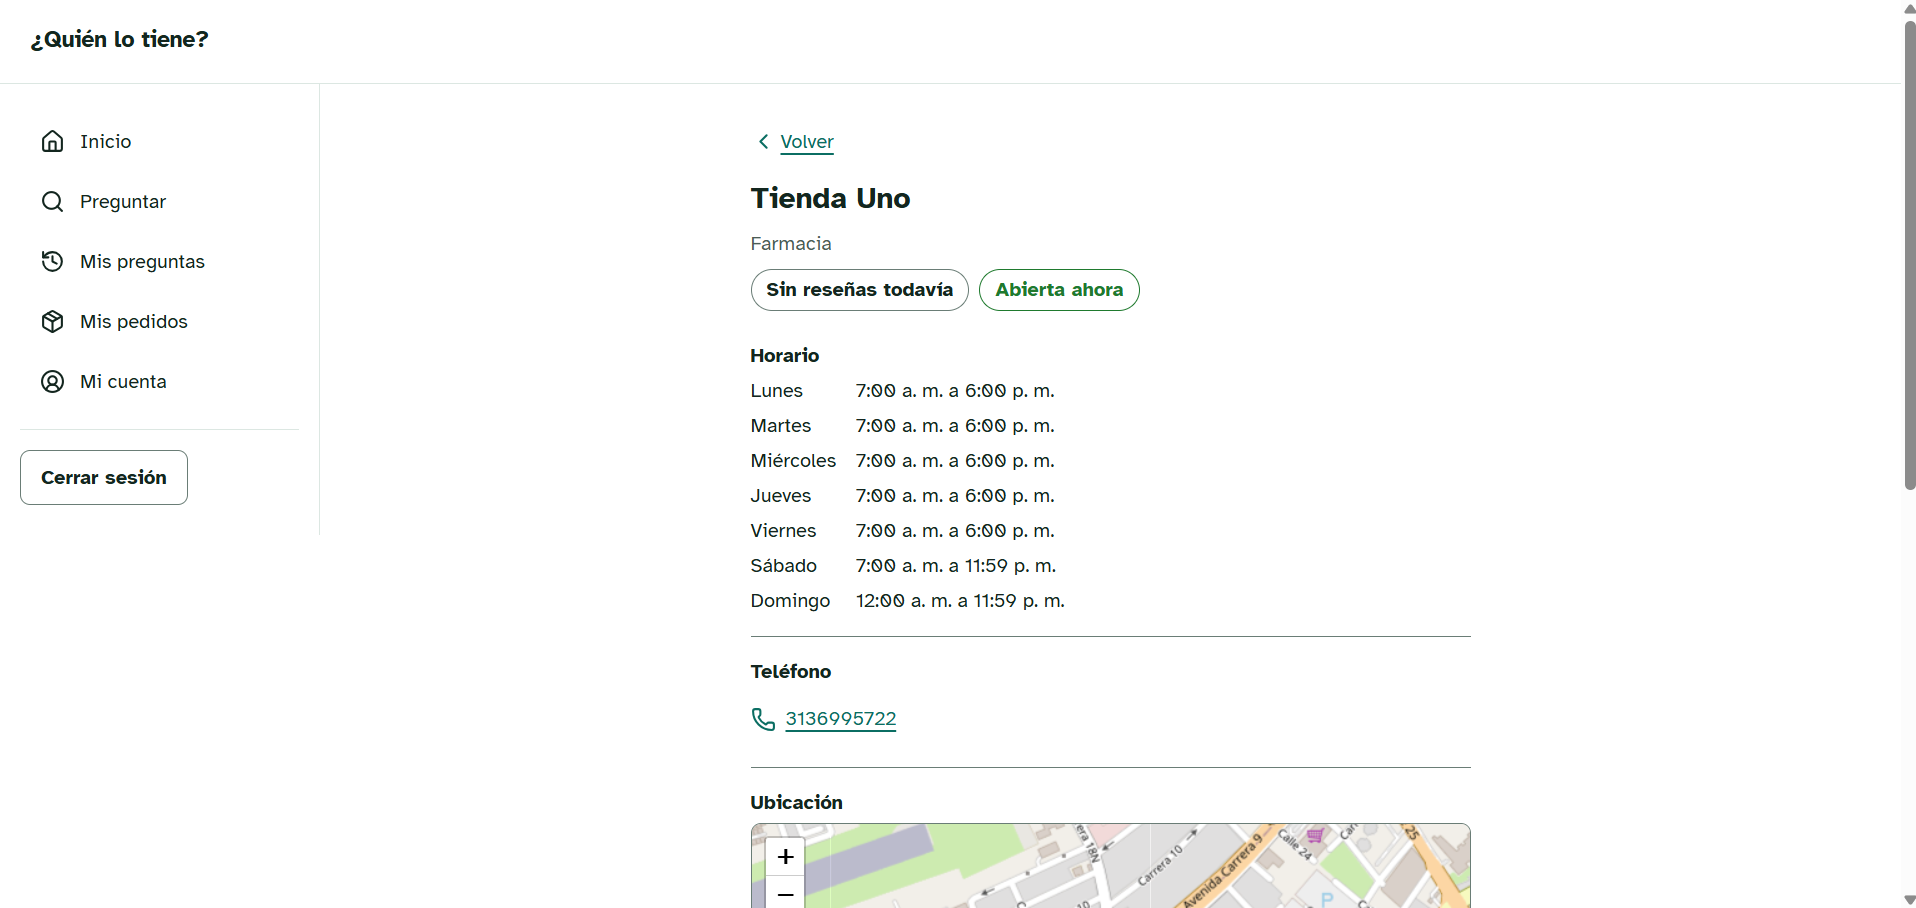 ¿Quién lo tiene?
Inicio
Preguntar
Mis preguntas
Mis pedidos
Mi cuenta
Cerrar sesión
Volver
Tienda Uno
Farmacia
Sin reseñas todavía
Abierta ahora
Horario
Lunes 7:00 a. m. a 6:00 p. m.
Martes 7:00 a. m. a 6:00 p. m.
Miércoles 7:00 a. m. a 6:00 p. m.
Jueves 7:00 a. m. a 6:00 p. m.
Viernes 7:00 a. m. a 6:00 p. m.
Sábado 7:00 a. m. a 11:59 p. m.
Domingo 12:00 a. m. a 11:59 p. m.
Teléfono
3136995722
Ubicación
+
−
Carrera 10
Avenida Carrera 9
Calle 24
25
P